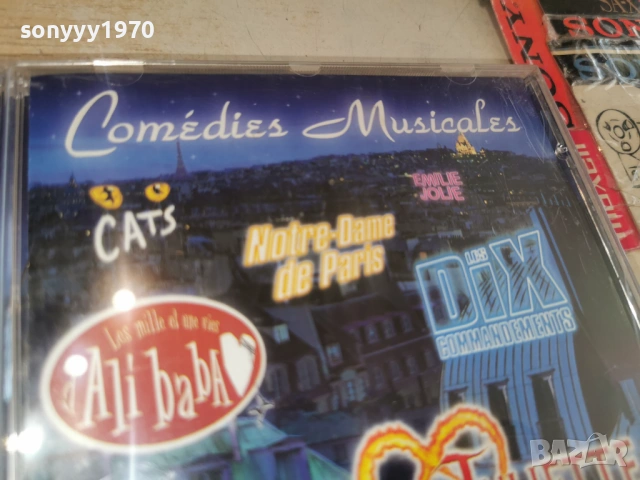 sonyyy1970
Comédies Musicales
CATS
EMILIE
JOLIE
Notre-Dame
de Paris
LES
DIX
COMMANDEMENTS
Les mille et une vies
d'Ali baba
BAZAR